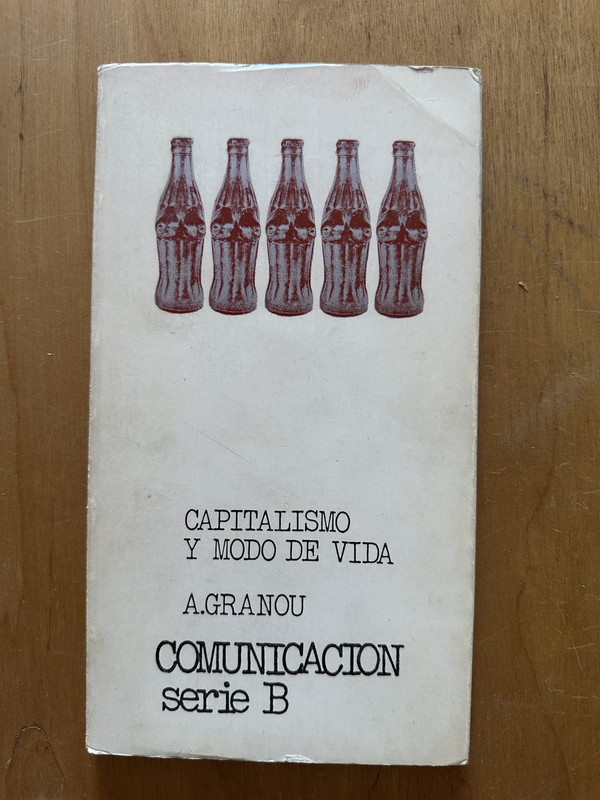 CAPITALISMO
Y MODO DE VIDA
A.GRANOU
COMUNICACION
serie B